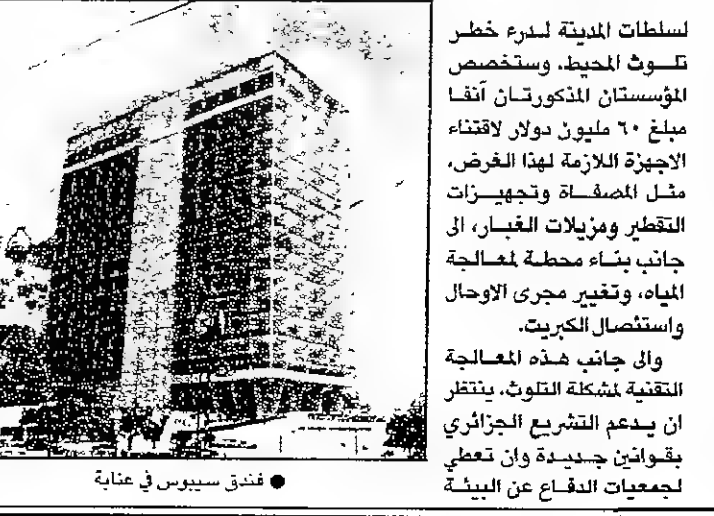 لسلطات المدينة لدرء خطر
تلوث المحيط. وستخصص
المؤسستان المذكورتان آنفا
مبلغ ٦٠ مليون دولار لاقتناء
الاجهزة اللازمة لهذا الغرض،
مثل المصفاة وتجهيزات
التقطير ومزيلات الغبار، الى
جانب بناء محطة لمعالجة
المياه، وتغيير مجرى الاوحال
واستئصال الكبريت.
والى جانب هذه المعالجة
التقنية لمشكلة التلوث، ينتظر
ان يدعم التشريع الجزائري
بقوانين جديدة وان تعطي
لجمعيات الدفاع عن البيئة
● فندق سيبوس في عنابة